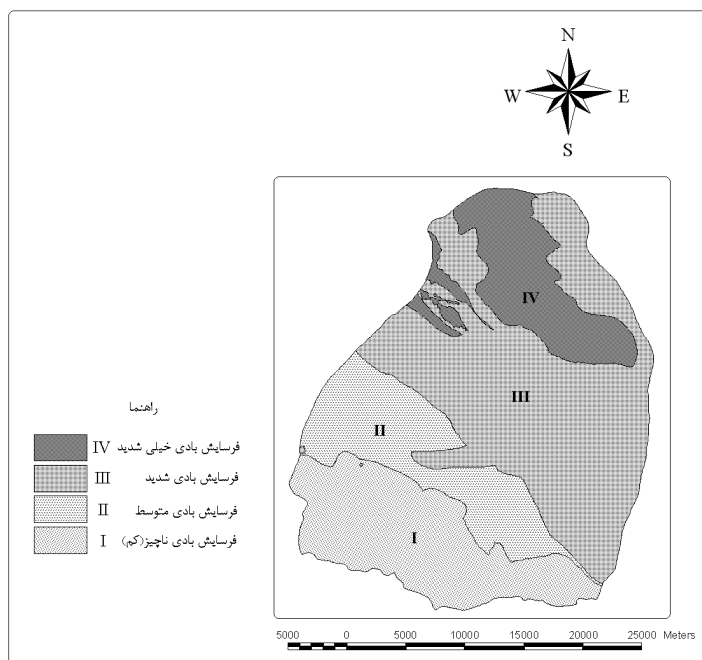 N
W E
S
IV
III
II
I
راهنما
فرسایش بادی خیلی شدید IV
فرسایش بادی شدید III
فرسایش بادی متوسط II
فرسایش بادی ناچیز(کم) I
5000 0 5000 10000 15000 20000 25000 Meters